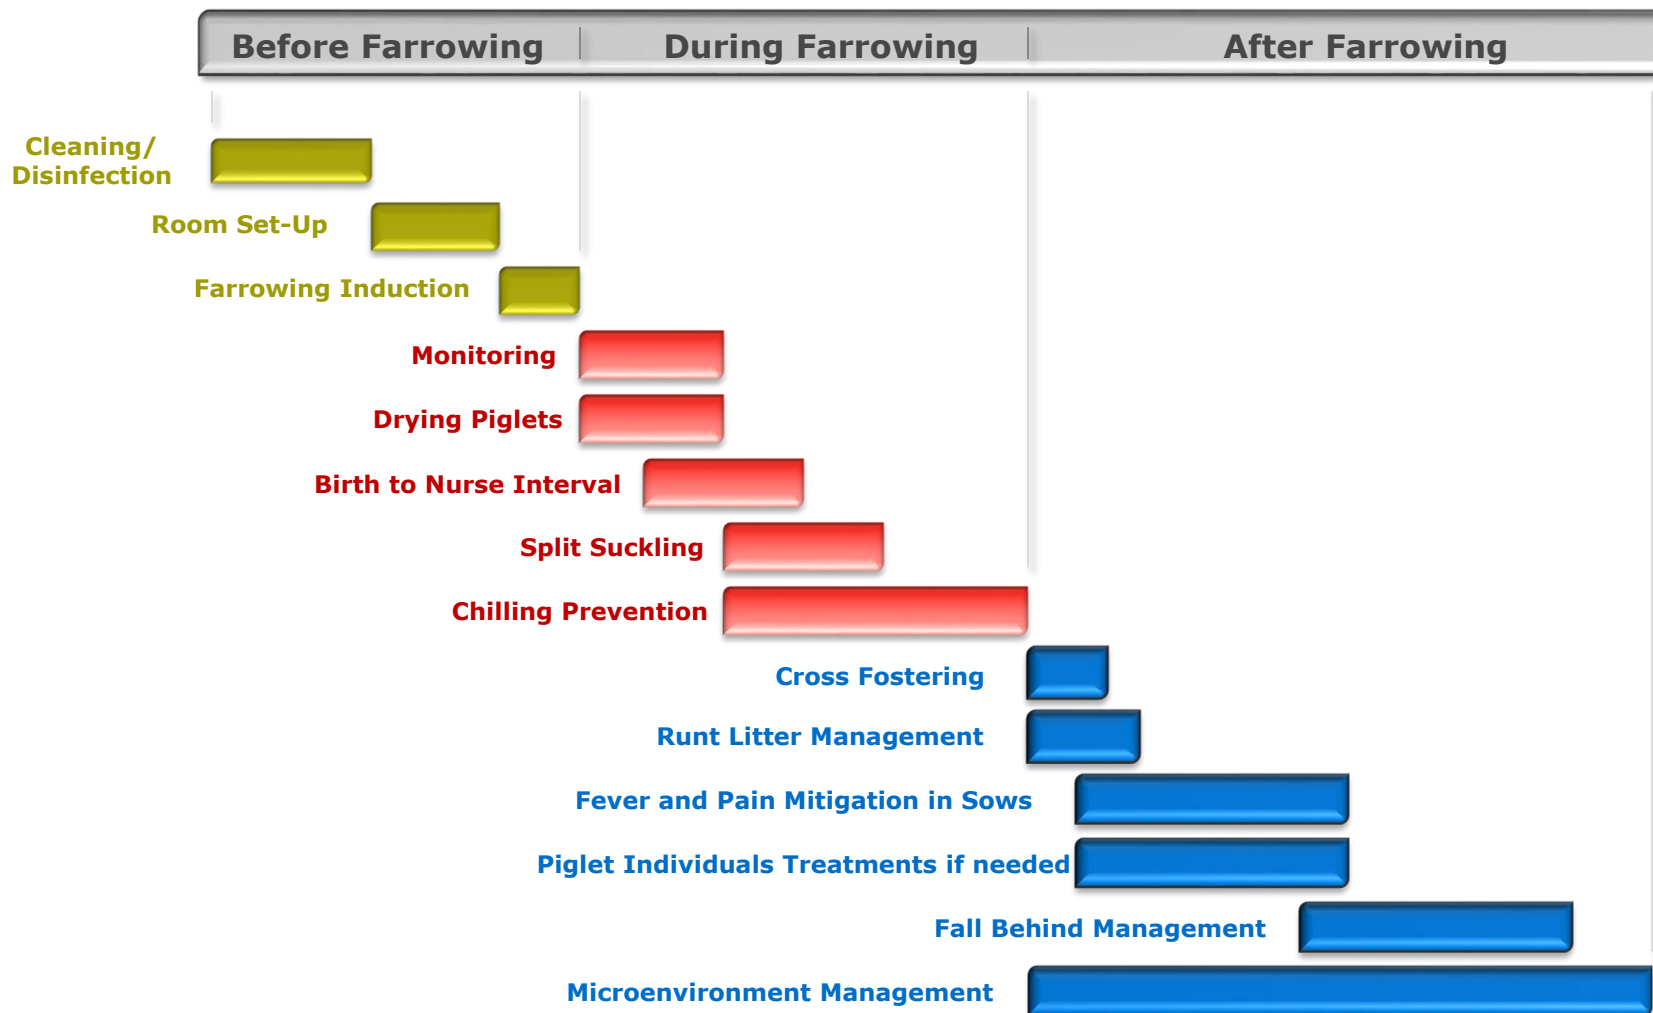 Before Farrowing
During Farrowing
After Farrowing
Cleaning/
Disinfection
Room Set-Up
Farrowing Induction
Monitoring
Drying Piglets
Birth to Nurse Interval
Split Suckling
Chilling Prevention
Cross Fostering
Runt Litter Management
Fever and Pain Mitigation in Sows
Piglet Individuals Treatments if needed
Fall Behind Management
Microenvironment Management